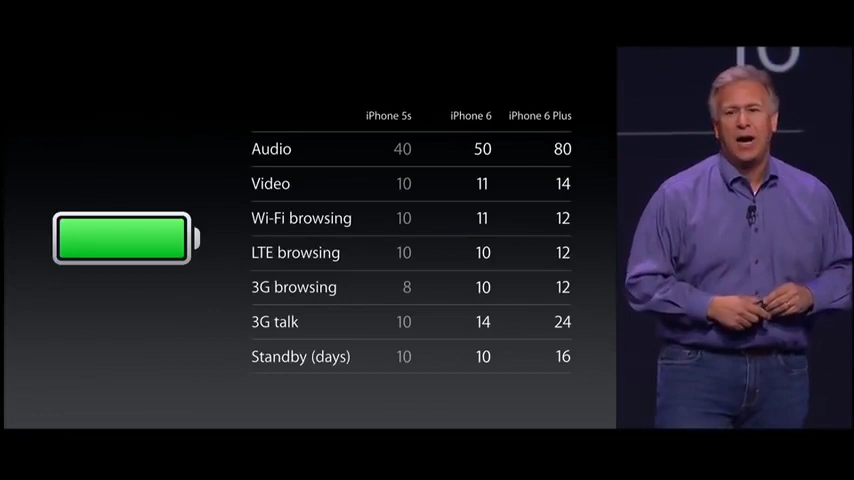 iPhone 5s iPhone 6 iPhone 6 Plus
Audio 40 50 80
Video 10 11 14
Wi-Fi browsing 10 11 12
LTE browsing 10 10 12
3G browsing 8 10 12
3G talk 10 14 24
Standby (days) 10 10 16